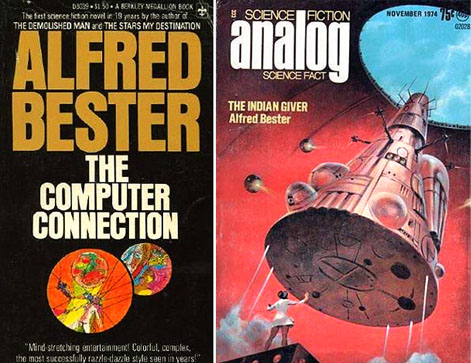 D3039 • $1.50 • A BERKLEY-MEDALLION BOOK
The first science fiction novel in 19 years by the author of
THE DEMOLISHED MAN and THE STARS MY DESTINATION
ALFRED
BESTER
THE
COMPUTER
CONNECTION
"Mind-stretching entertainment! Colorful, complex,
the most successfully razzle-dazzle style seen in years!"
SCIENCE FICTION
analog
SCIENCE FACT
NOVEMBER 1974
75¢
02028
THE INDIAN GIVER
Alfred Bester